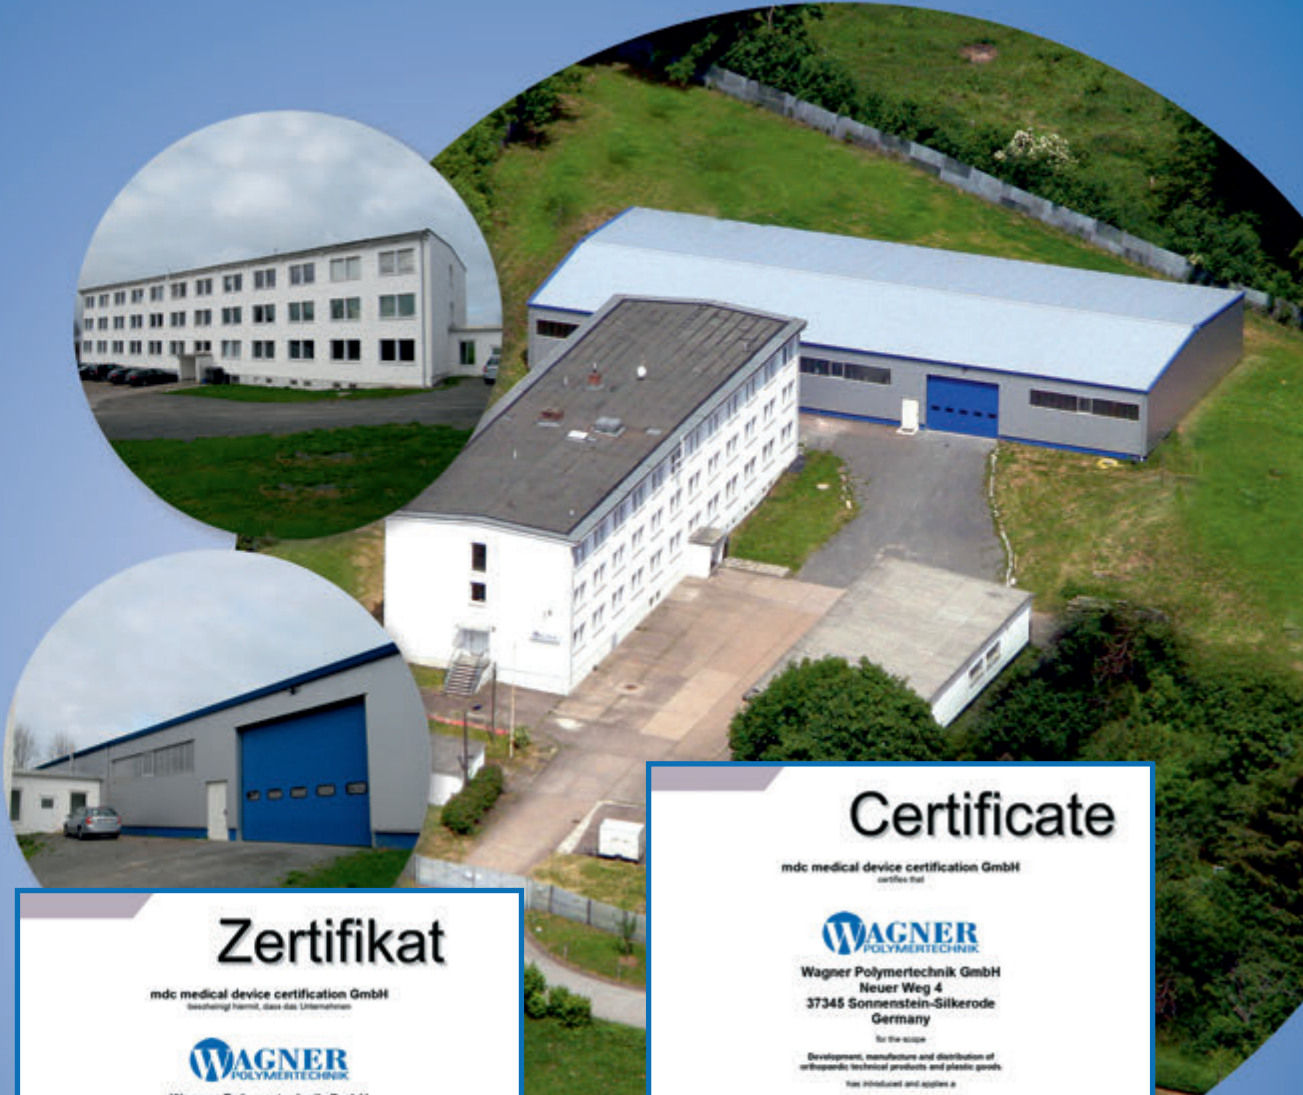 Zertifikat
mdc medical device certification GmbH
bescheinigt hiermit, dass das Unternehmen
WAGNER
POLYMERTECHNIK
Certificate
mdc medical device certification GmbH
certifies that
WAGNER
POLYMERTECHNIK
Wagner Polymertechnik GmbH
Neuer Weg 4
37345 Sonnenstein-Silkerode
Germany
for the scope
Development, manufacture and distribution of
orthopaedic technical products and plastic goods
has introduced and applies a